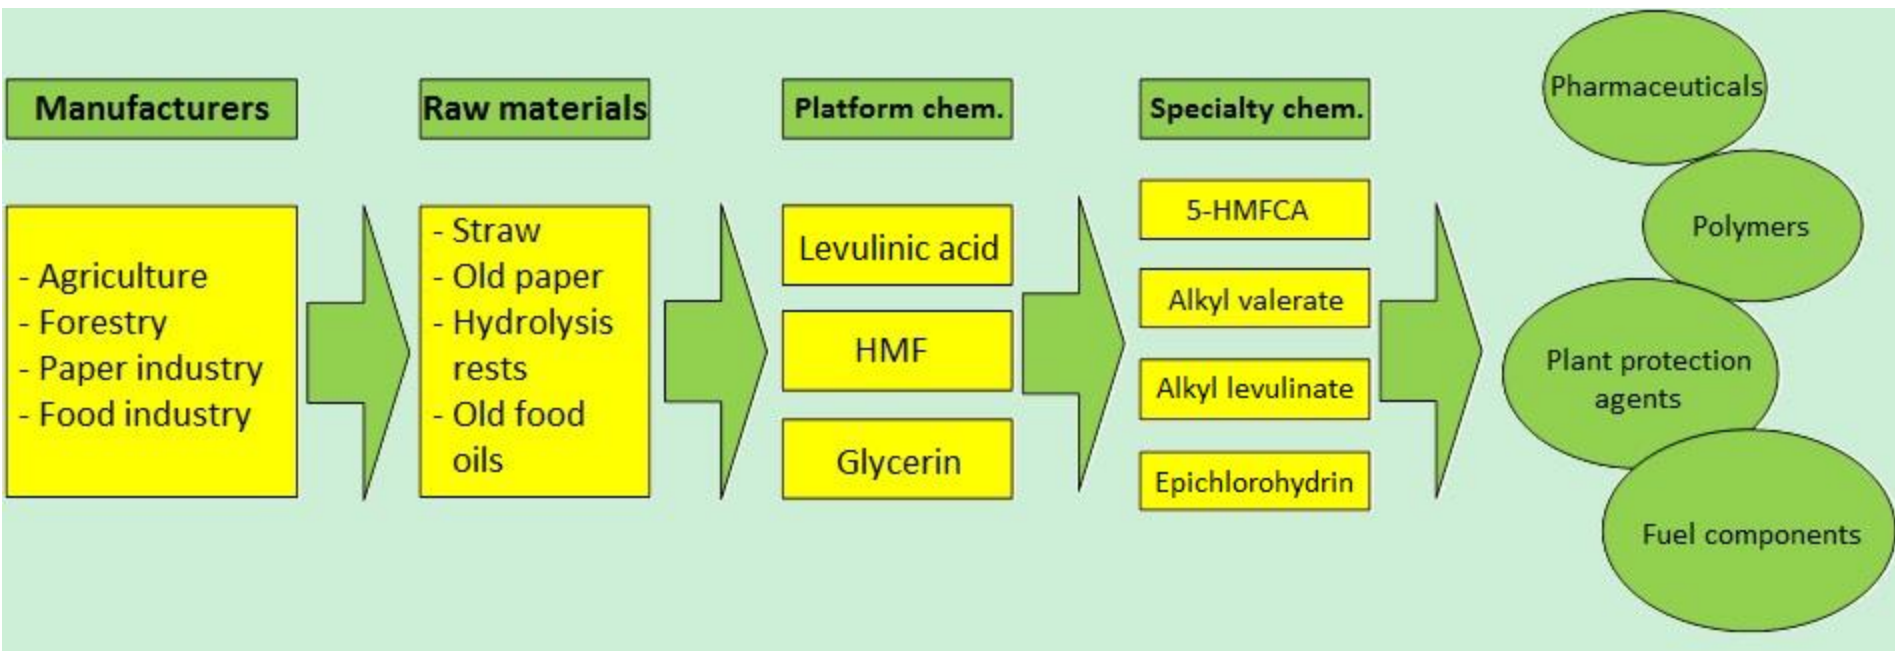 Manufacturers
- Agriculture
- Forestry
- Paper industry
- Food industry
Raw materials
- Straw
- Old paper
- Hydrolysis
rests
- Old food
oils
Platform chem.
Levulinic acid
HMF
Glycerin
Specialty chem.
5-HMFCA
Alkyl valerate
Alkyl levulinate
Epichlorohydrin
Pharmaceuticals
Polymers
Plant protection
agents
Fuel components